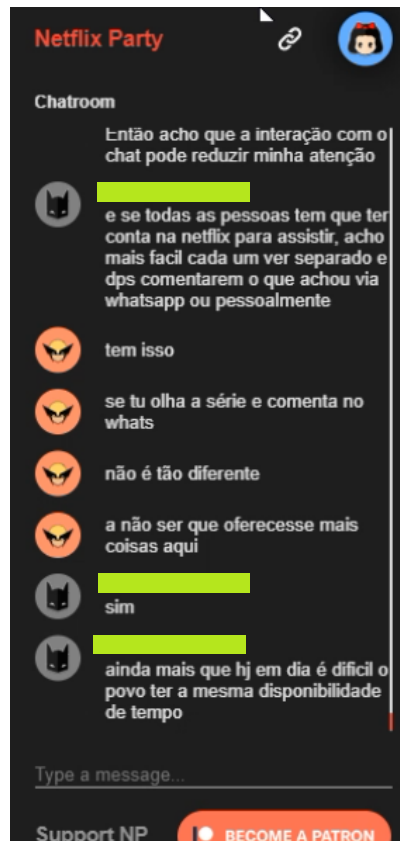 Netflix Party
Chatroom
Então acho que a interação com o
chat pode reduzir minha atenção
e se todas as pessoas tem que ter
conta na netflix para assistir, acho
mais facil cada um ver separado e
dps comentarem o que achou via
whatsapp ou pessoalmente
tem isso
se tu olha a série e comenta no
whats
não é tão diferente
a não ser que oferecesse mais
coisas aqui
sim
ainda mais que hj em dia é dificil o
povo ter a mesma disponibilidade
de tempo
Type a message...
Support NP
BECOME A PATRON